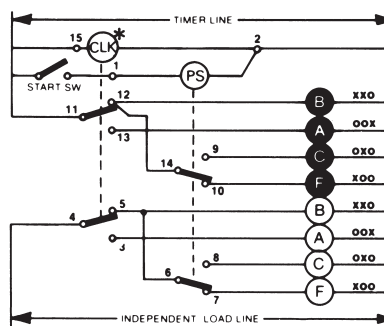 TIMER LINE
15 CLK * 2
1 PS
START SW
12 B XXO
11
13 A OOX
9 C OXO
14
10 F XOO
5 B XXO
4
3 A OOX
8 C OXO
6
7 F XOO
INDEPENDENT LOAD LINE